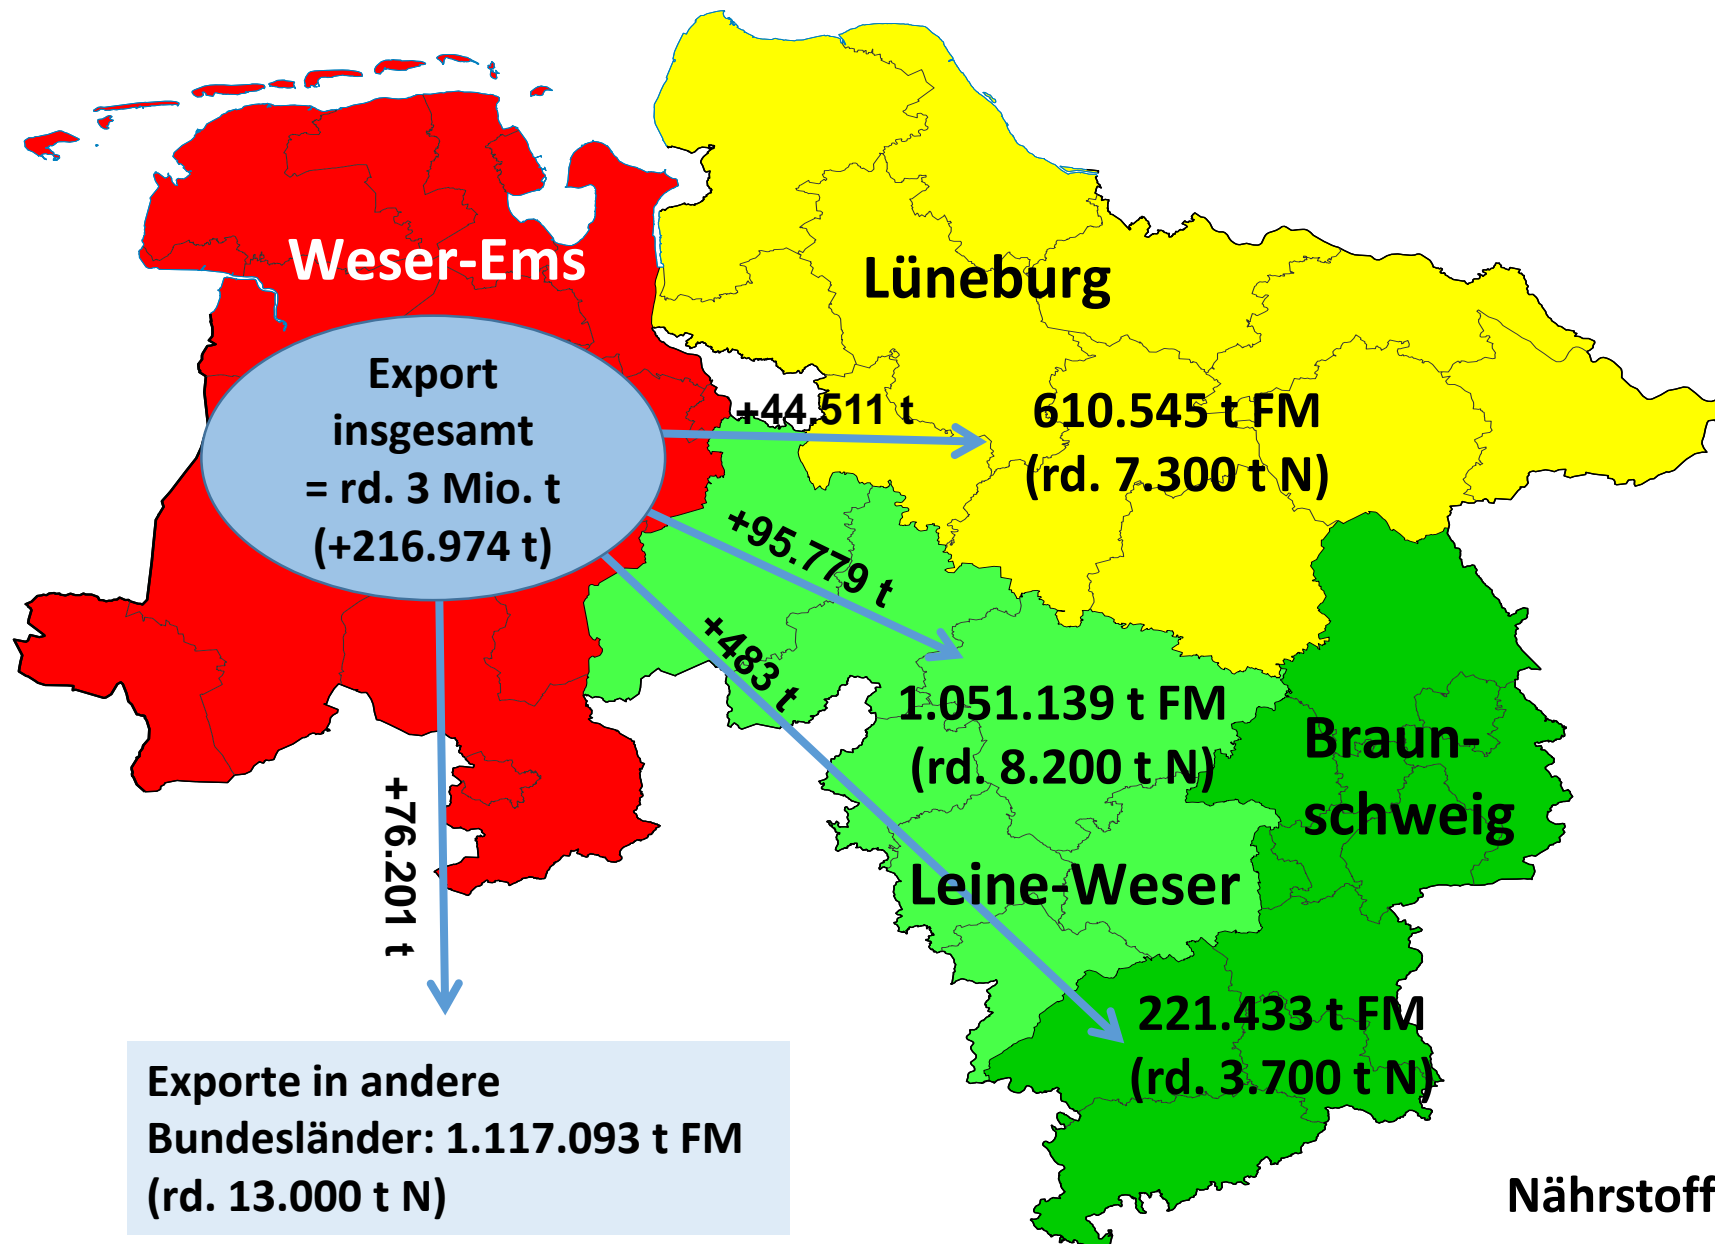 Weser-Ems
Lüneburg
Export
insgesamt
= rd. 3 Mio. t
(+216.974 t)
+44.511 t
610.545 t FM
(rd. 7.300 t N)
+95.779 t
+483 t
1.051.139 t FM
(rd. 8.200 t N)
Braun-
schweig
Leine-Weser
+76.201 t
221.433 t FM
(rd. 3.700 t N)
Exporte in andere
Bundesländer: 1.117.093 t FM
(rd. 13.000 t N)
Nährstoff